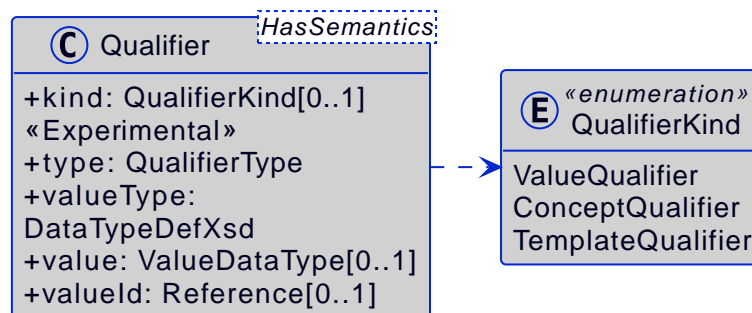 HasSemantics
C Qualifier
+kind: QualifierKind[0..1]
«Experimental»
+type: QualifierType
+valueType:
DataTypeDefXsd
+value: ValueDataType[0..1]
+valueId: Reference[0..1]
E «enumeration»
QualifierKind
ValueQualifier
ConceptQualifier
TemplateQualifier